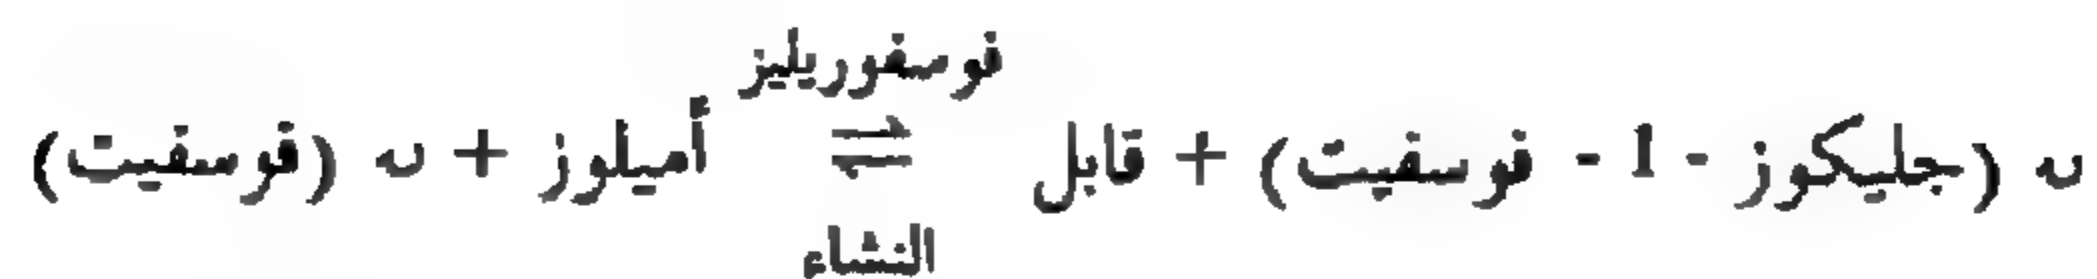 فوسفوريليز
ں (جليكوز - 1 - فوسفيت) + قابل ⇌ أميلوز + ں (فوسفيت)
النشاء